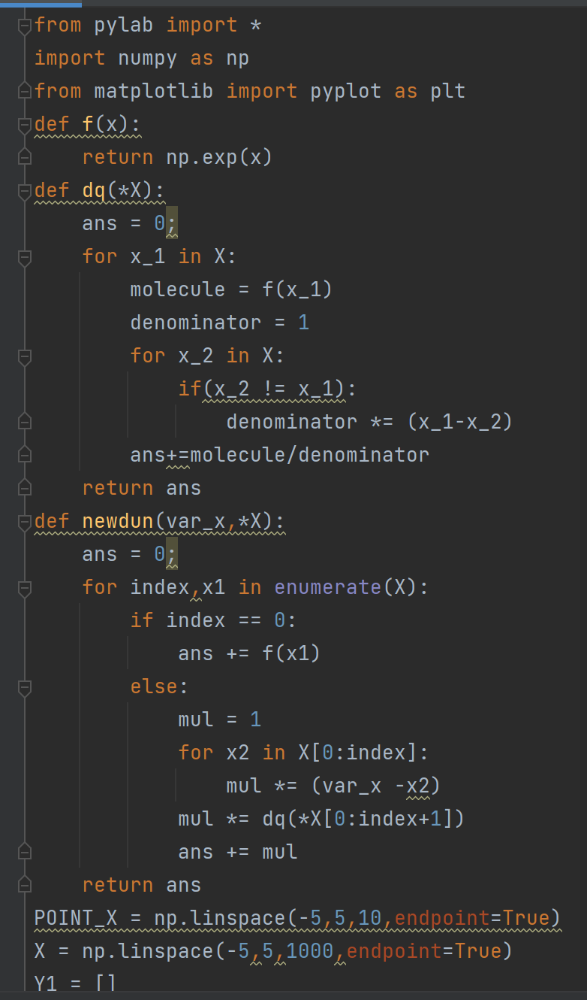 from pylab import *
import numpy as np
from matplotlib import pyplot as plt
def f(x):
    return np.exp(x)
def dq(*X):
    ans = 0;
    for x_1 in X:
        molecule = f(x_1)
        denominator = 1
        for x_2 in X:
            if(x_2 != x_1):
                denominator *= (x_1-x_2)
        ans+=molecule/denominator
    return ans
def newdun(var_x,*X):
    ans = 0;
    for index,x1 in enumerate(X):
        if index == 0:
            ans += f(x1)
        else:
            mul = 1
            for x2 in X[0:index]:
                mul *= (var_x -x2)
            mul *= dq(*X[0:index+1])
            ans += mul
    return ans
POINT_X = np.linspace(-5,5,10,endpoint=True)
X = np.linspace(-5,5,1000,endpoint=True)
Y1 = []